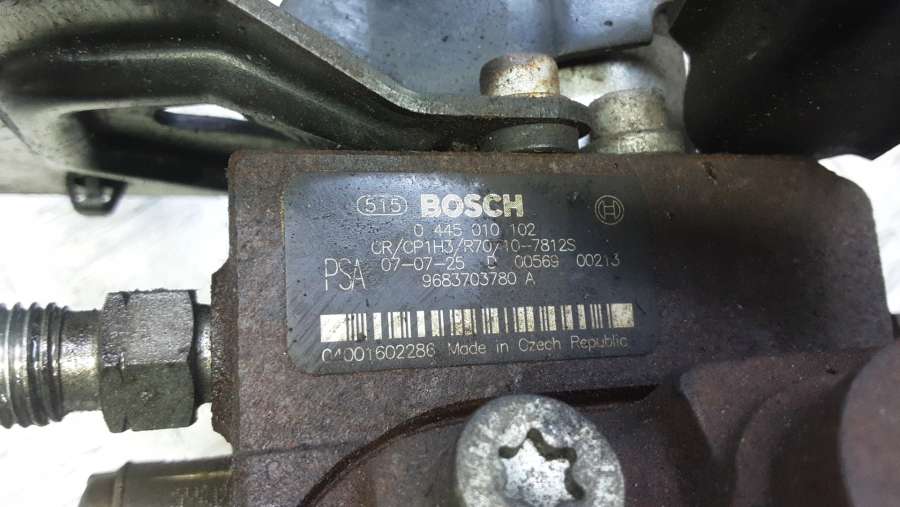 515 BOSCH
0 445 010 102
CR/CP1H3/R70/10-7812S
PSA 07-07-25 C 00569 00213
9683703780 A
04001602286 Made in Czech Republic